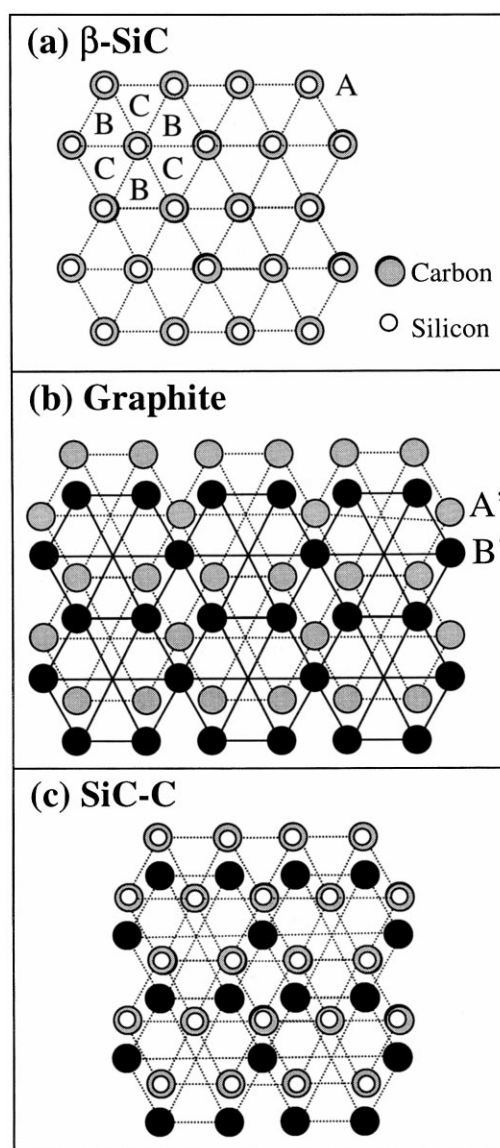 (a) β-SiC
A
C
B B
C C
B
Carbon
Silicon
(b) Graphite
A'
B'
(c) SiC-C